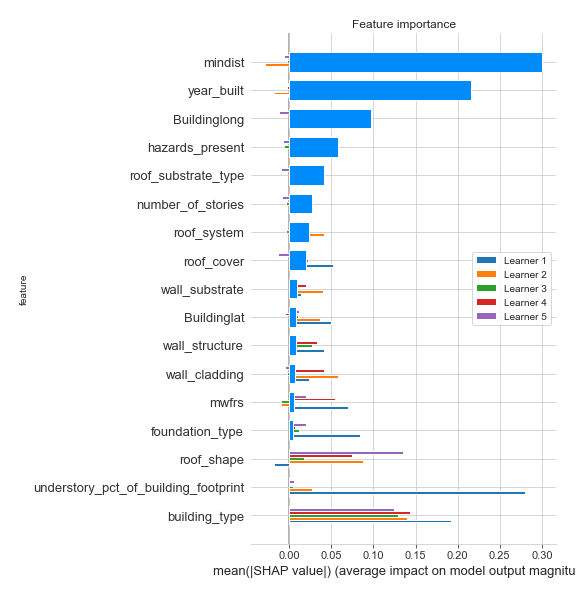 Feature importance
mindist
year_built
Buildinglong
hazards_present
roof_substrate_type
number_of_stories
roof_system
roof_cover
wall_substrate
Buildinglat
wall_structure
wall_cladding
mwfrs
foundation_type
roof_shape
understory_pct_of_building_footprint
building_type
feature
Learner 1
Learner 2
Learner 3
Learner 4
Learner 5
0.00 0.05 0.10 0.15 0.20 0.25 0.30
mean(|SHAP value|) (average impact on model output magnitu